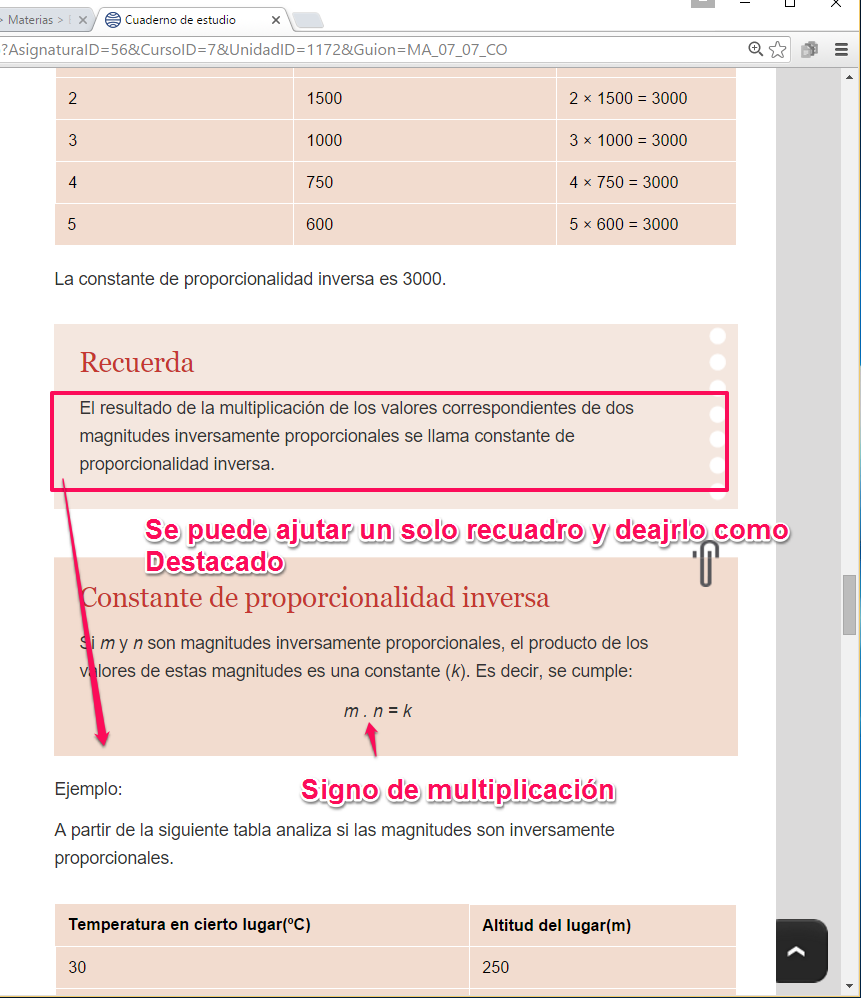 > Materias > E
Cuaderno de estudio
?AsignaturaID=56&CursoID=7&UnidadID=1172&Guion=MA_07_07_CO
2 1500 2 × 1500 = 3000
3 1000 3 × 1000 = 3000
4 750 4 × 750 = 3000
5 600 5 × 600 = 3000
La constante de proporcionalidad inversa es 3000.
Recuerda
El resultado de la multiplicación de los valores correspondientes de dos
magnitudes inversamente proporcionales se llama constante de
proporcionalidad inversa.
Se puede ajutar un solo recuadro y deajrlo como
Destacado
Constante de proporcionalidad inversa
Si m y n son magnitudes inversamente proporcionales, el producto de los
valores de estas magnitudes es una constante (k). Es decir, se cumple:
m . n = k
Signo de multiplicación
Ejemplo:
A partir de la siguiente tabla analiza si las magnitudes son inversamente
proporcionales.
Temperatura en cierto lugar(ºC) Altitud del lugar(m)
30 250